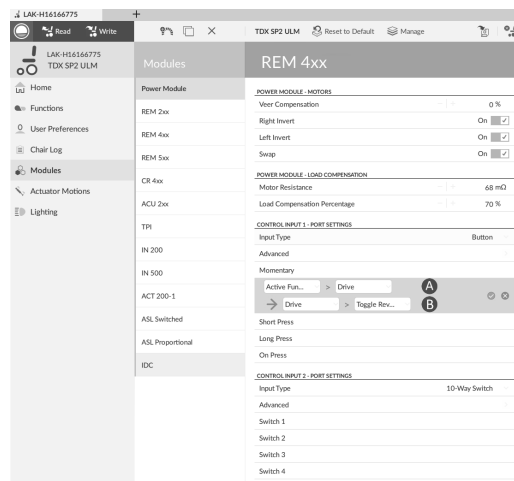 LAK-H16166775
+
Read
Write
TDX SP2 ULM
Reset to Default
Manage
LAK-H16166775
TDX SP2 ULM
Home
Functions
User Preferences
Chair Log
Modules
Actuator Motions
Lighting
Modules
Power Module
REM 2xx
REM 4xx
REM 5xx
CR 4xx
ACU 2xx
TPI
IN 200
IN 500
ACT 200-1
ASL Switched
ASL Proportional
IDC
REM 4xx
POWER MODULE - MOTORS
Veer Compensation - + 0 %
Right Invert On
Left Invert On
Swap On
POWER MODULE - LOAD COMPENSATION
Motor Resistance - + 68 mΩ
Load Compensation Percentage - + 70 %
CONTROL INPUT 1 - PORT SETTINGS
Input Type Button
Advanced
Momentary
Active Fun... > Drive A
Drive > Toggle Rev... B
Short Press
Long Press
On Press
CONTROL INPUT 2 - PORT SETTINGS
Input Type 10-Way Switch
Advanced
Switch 1
Switch 2
Switch 3
Switch 4